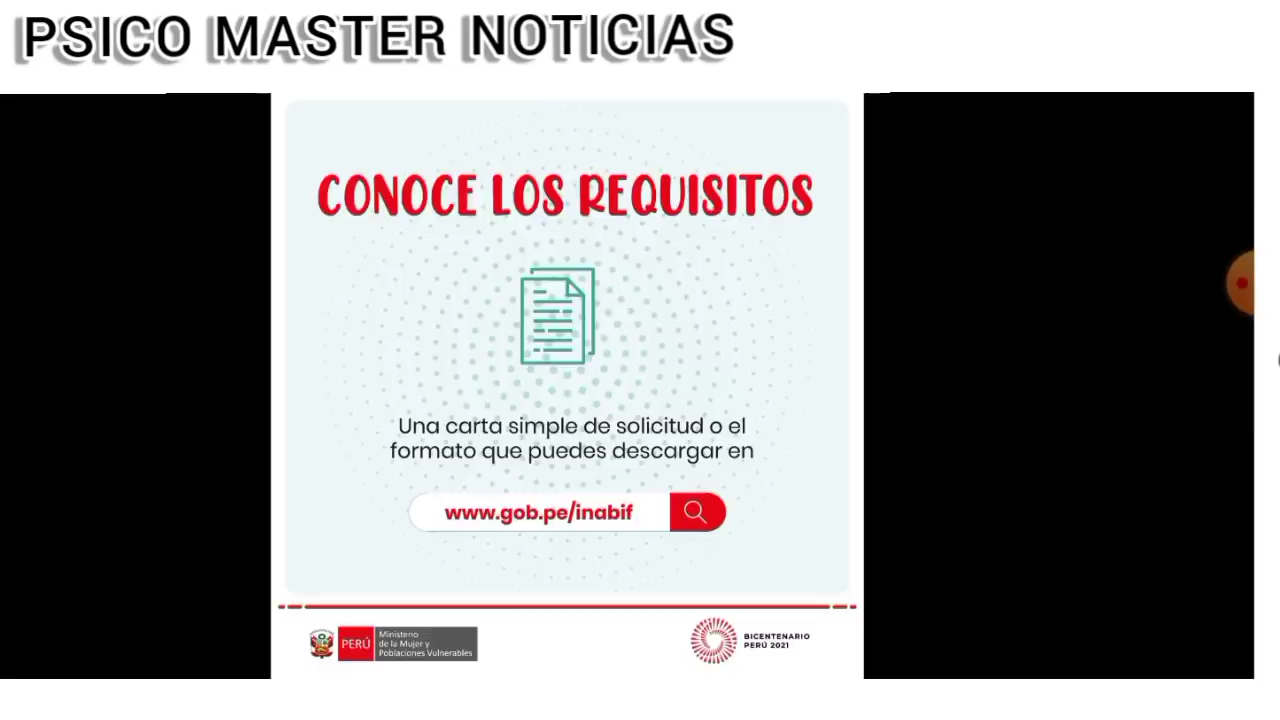 PSICO MASTER NOTICIAS
CONOCE LOS REQUISITOS
Una carta simple de solicitud o el
formato que puedes descargar en
www.gob.pe/inabif
PERÚ
Ministerio
de la Mujer y
Poblaciones Vulnerables
BICENTENARIO
PERÚ 2021